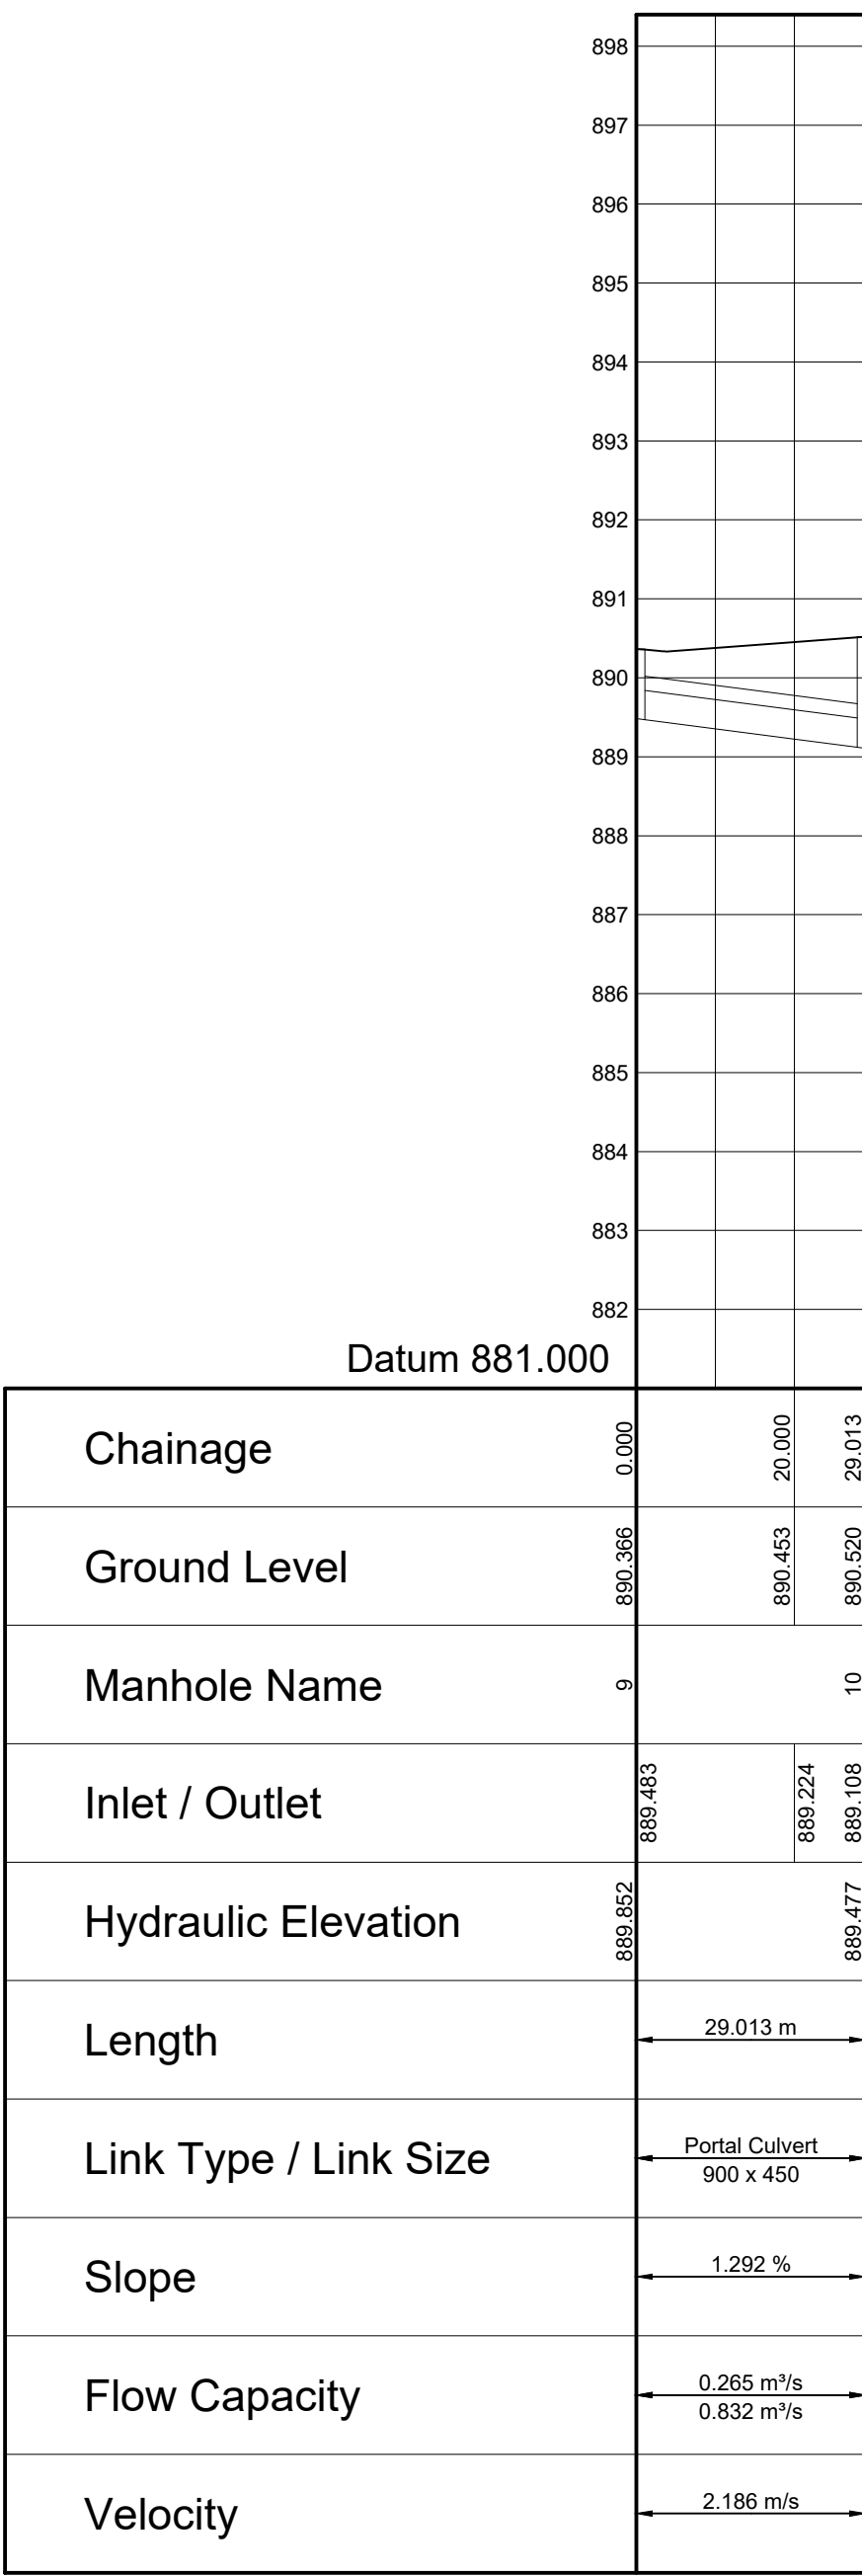 898
897
896
895
894
893
892
891
890
889
888
887
886
885
884
883
882
Datum 881.000
Chainage 0.000 20.000 29.013
Ground Level 890.366 890.453 890.520
Manhole Name 9 10
Inlet / Outlet 889.483 889.224 889.108
Hydraulic Elevation 889.852 889.477
Length 29.013 m
Link Type / Link Size Portal Culvert
900 x 450
Slope 1.292 %
Flow Capacity 0.265 m³/s
0.832 m³/s
Velocity 2.186 m/s